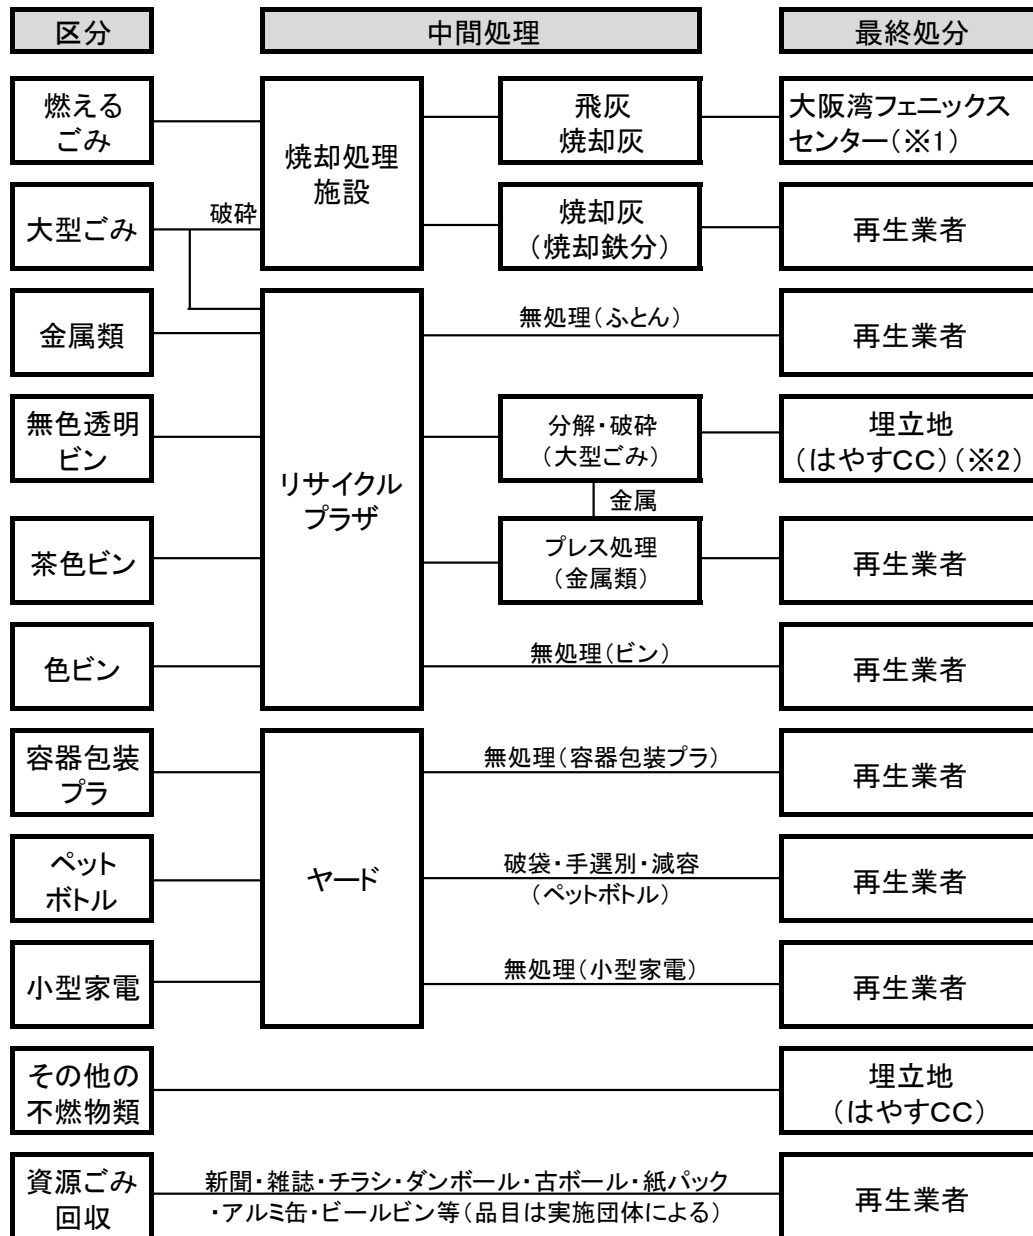 区分
中間処理
最終処分
燃える
ごみ
焼却処理
施設
飛灰
焼却灰
大阪湾フェニックス
センター(※1)
大型ごみ
破砕
焼却灰
(焼却鉄分)
再生業者
金属類
リサイクル
プラザ
無処理(ふとん)
再生業者
無色透明
ビン
分解・破砕
(大型ごみ)
埋立地
(はやすCC)(※2)
金属
茶色ビン
プレス処理
(金属類)
再生業者
色ビン
無処理(ビン)
再生業者
容器包装
プラ
ヤード
無処理(容器包装プラ)
再生業者
ペット
ボトル
破袋・手選別・減容
(ペットボトル)
再生業者
小型家電
無処理(小型家電)
再生業者
その他の
不燃物類
埋立地
(はやすCC)
資源ごみ
回収
新聞・雑誌・チラシ・ダンボール・古ボール・紙パック
・アルミ缶・ビールビン等(品目は実施団体による)
再生業者